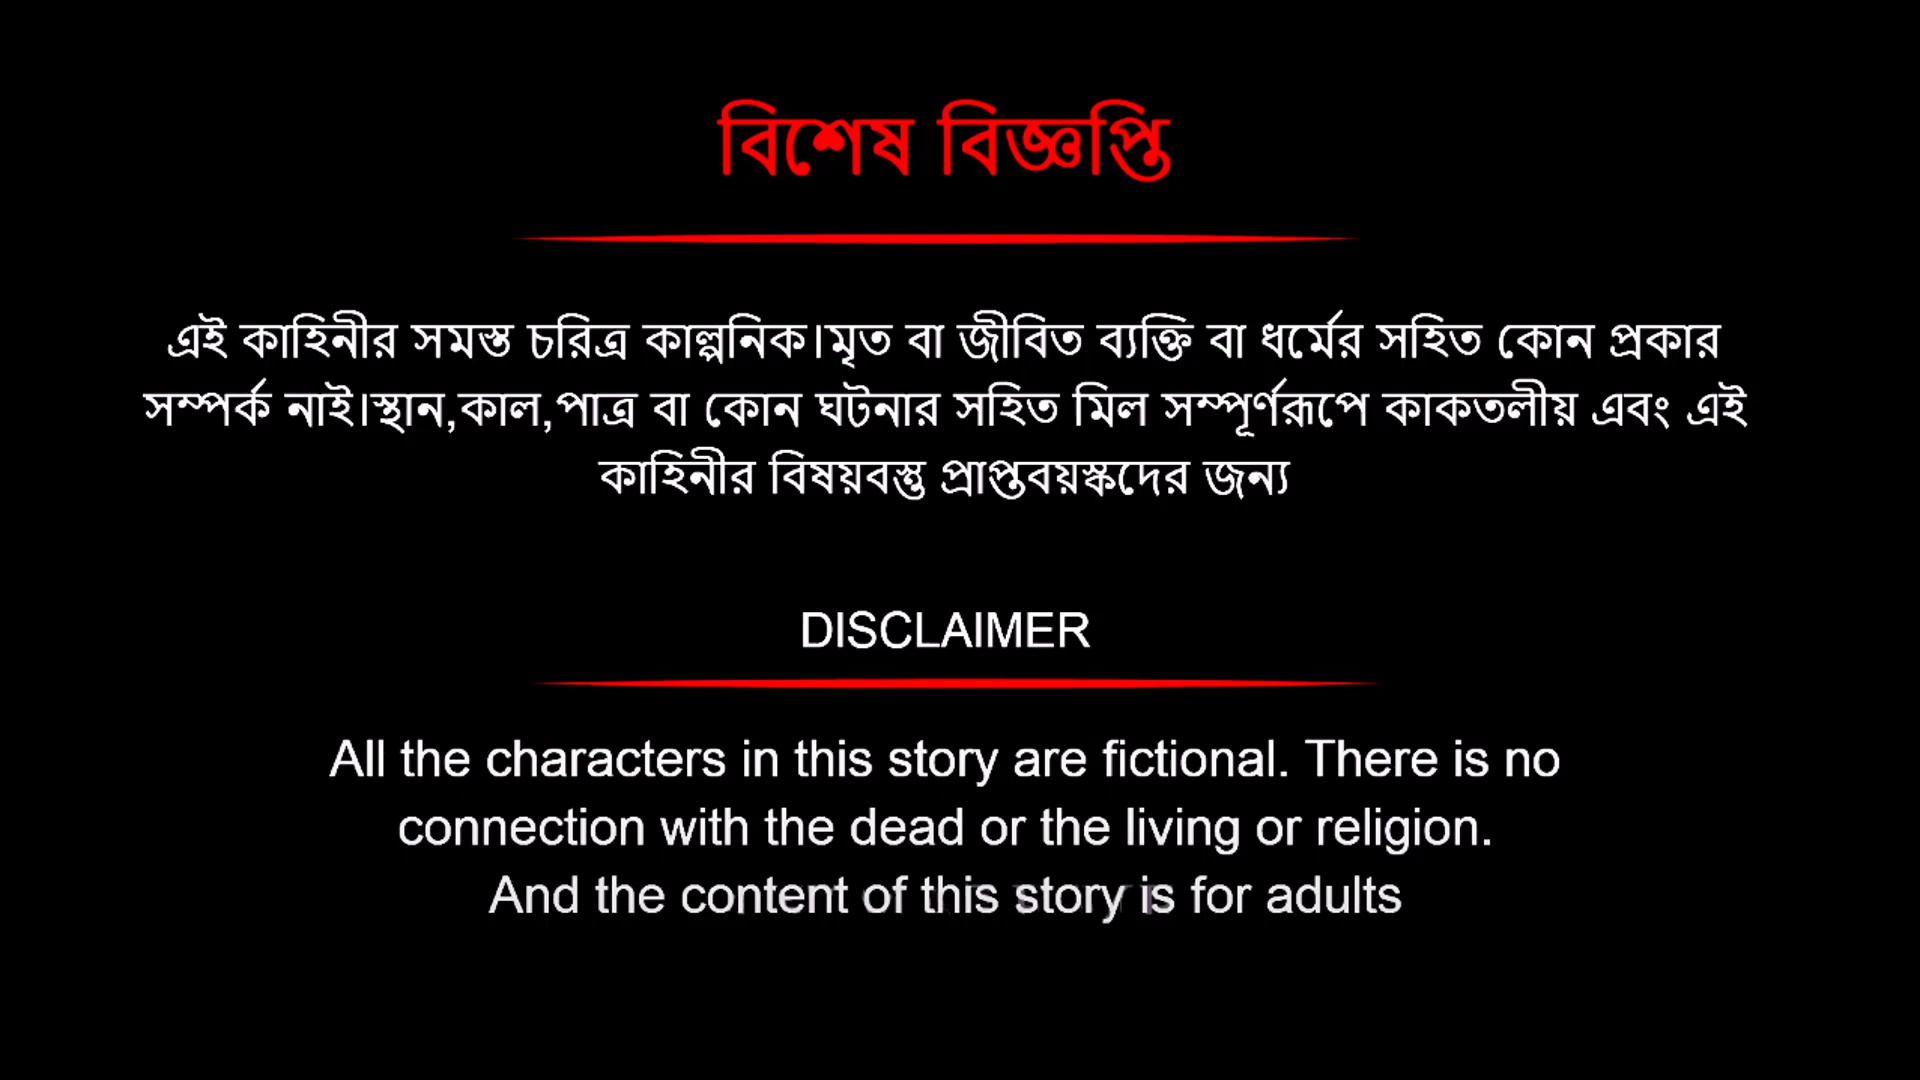 বিশেষ বিজ্ঞপ্তি
এই কাহিনীর সমস্ত চরিত্র কাল্পনিক।মৃত বা জীবিত ব্যক্তি বা ধর্মের সহিত কোন প্রকার
সম্পর্ক নাই।স্থান,কাল,পাত্র বা কোন ঘটনার সহিত মিল সম্পূর্ণরূপে কাকতলীয় এবং এই
কাহিনীর বিষয়বস্তু প্রাপ্তবয়স্কদের জন্য
DISCLAIMER
All the characters in this story are fictional. There is no
connection with the dead or the living or religion.
And the content of this story is for adults